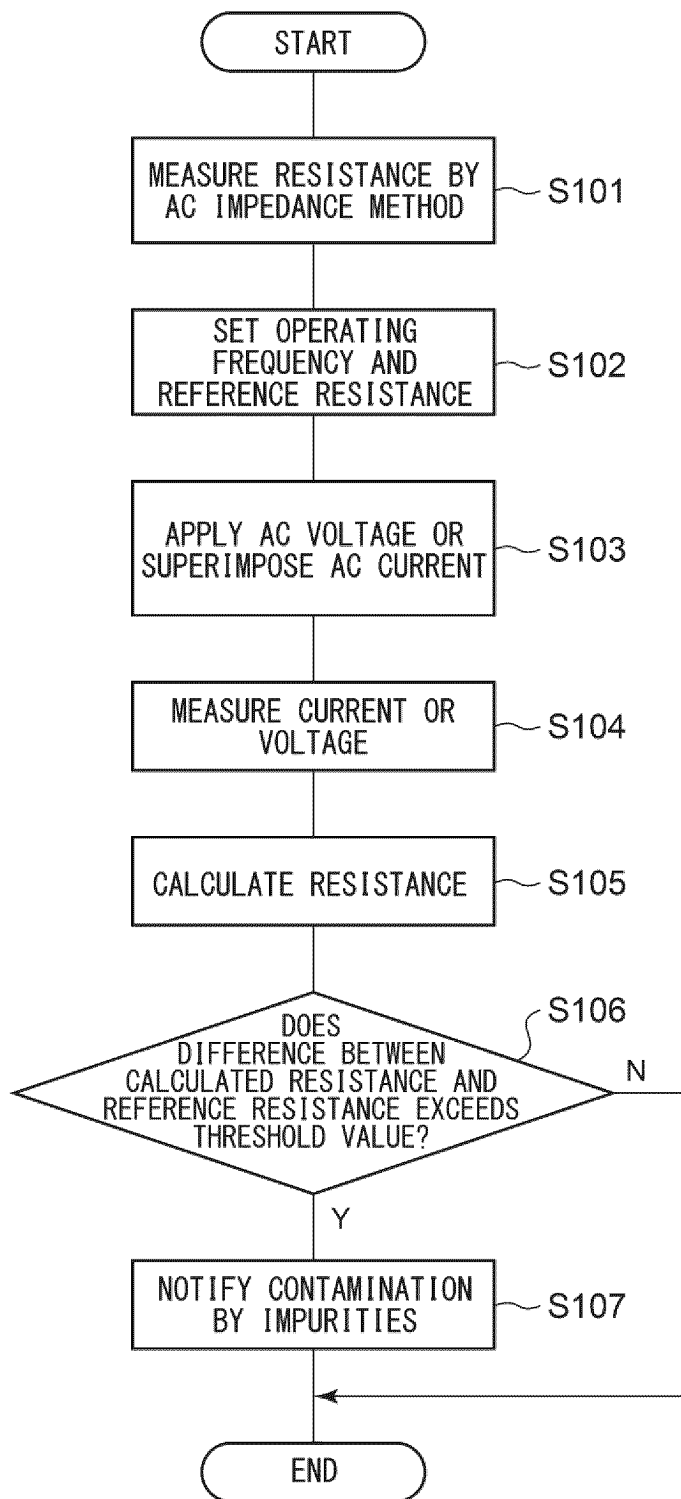 START
MEASURE RESISTANCE BY
AC IMPEDANCE METHOD
S101
SET OPERATING
FREQUENCY AND
REFERENCE RESISTANCE
S102
APPLY AC VOLTAGE OR
SUPERIMPOSE AC CURRENT
S103
MEASURE CURRENT OR
VOLTAGE
S104
CALCULATE RESISTANCE
S105
DOES
DIFFERENCE BETWEEN
CALCULATED RESISTANCE AND
REFERENCE RESISTANCE EXCEEDS
THRESHOLD VALUE?
S106
N
Y
NOTIFY CONTAMINATION
BY IMPURITIES
S107
END